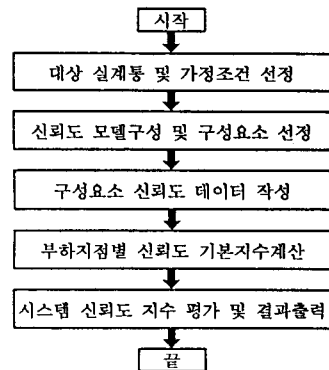 시작
대상 실계통 및 가정조건 선정
신뢰도 모델구성 및 구성요소 선정
구성요소 신뢰도 데이터 작성
부하지점별 신뢰도 기본지수계산
시스템 신뢰도 지수 평가 및 결과출력
끝